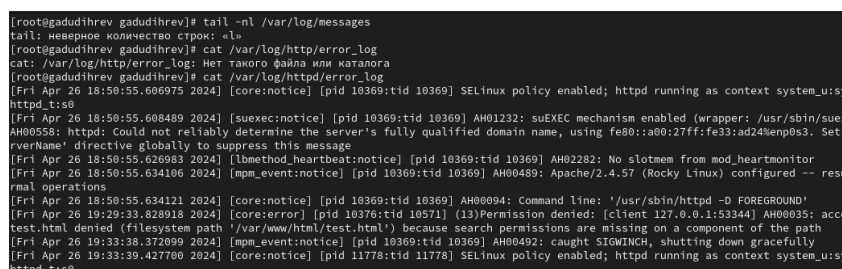 [root@gadudihrev gadudihrev]# tail -nl /var/log/messages
tail: неверное количество строк: «l»
[root@gadudihrev gadudihrev]# cat /var/log/http/error_log
cat: /var/log/http/error_log: Нет такого файла или каталога
[root@gadudihrev gadudihrev]# cat /var/log/httpd/error_log
[Fri Apr 26 18:50:55.606975 2024] [core:notice] [pid 10369:tid 10369] SELinux policy enabled; httpd running as context system_u:sy
httpd_t:s0
[Fri Apr 26 18:50:55.608489 2024] [suexec:notice] [pid 10369:tid 10369] AH01232: suEXEC mechanism enabled (wrapper: /usr/sbin/sue
AH00558: httpd: Could not reliably determine the server's fully qualified domain name, using fe80::a00:27ff:fe33:ad24%enp0s3. Set
rverName' directive globally to suppress this message
[Fri Apr 26 18:50:55.626983 2024] [lbmethod_heartbeat:notice] [pid 10369:tid 10369] AH02282: No slotmem from mod_heartmonitor
[Fri Apr 26 18:50:55.634106 2024] [mpm_event:notice] [pid 10369:tid 10369] AH00489: Apache/2.4.57 (Rocky Linux) configured -- resu
rmal operations
[Fri Apr 26 18:50:55.634121 2024] [core:notice] [pid 10369:tid 10369] AH00094: Command line: '/usr/sbin/httpd -D FOREGROUND'
[Fri Apr 26 19:29:33.828918 2024] [core:error] [pid 10376:tid 10571] (13)Permission denied: [client 127.0.0.1:53344] AH00035: acce
test.html denied (filesystem path '/var/www/html/test.html') because search permissions are missing on a component of the path
[Fri Apr 26 19:33:38.372099 2024] [mpm_event:notice] [pid 10369:tid 10369] AH00492: caught SIGWINCH, shutting down gracefully
[Fri Apr 26 19:33:39.427700 2024] [core:notice] [pid 11778:tid 11778] SELinux policy enabled; httpd running as context system_u:sy
httpd_t:s0